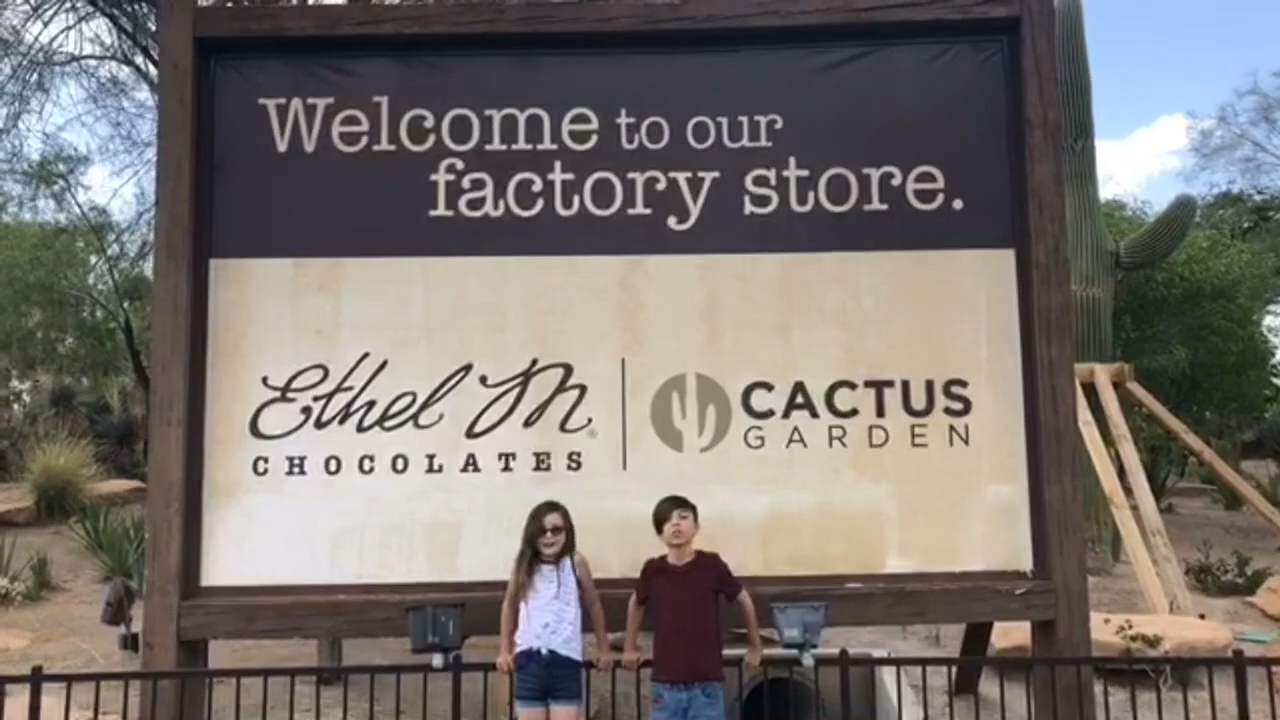 Welcome to our
factory store.
Ethel M®
CHOCOLATES
CACTUS
GARDEN